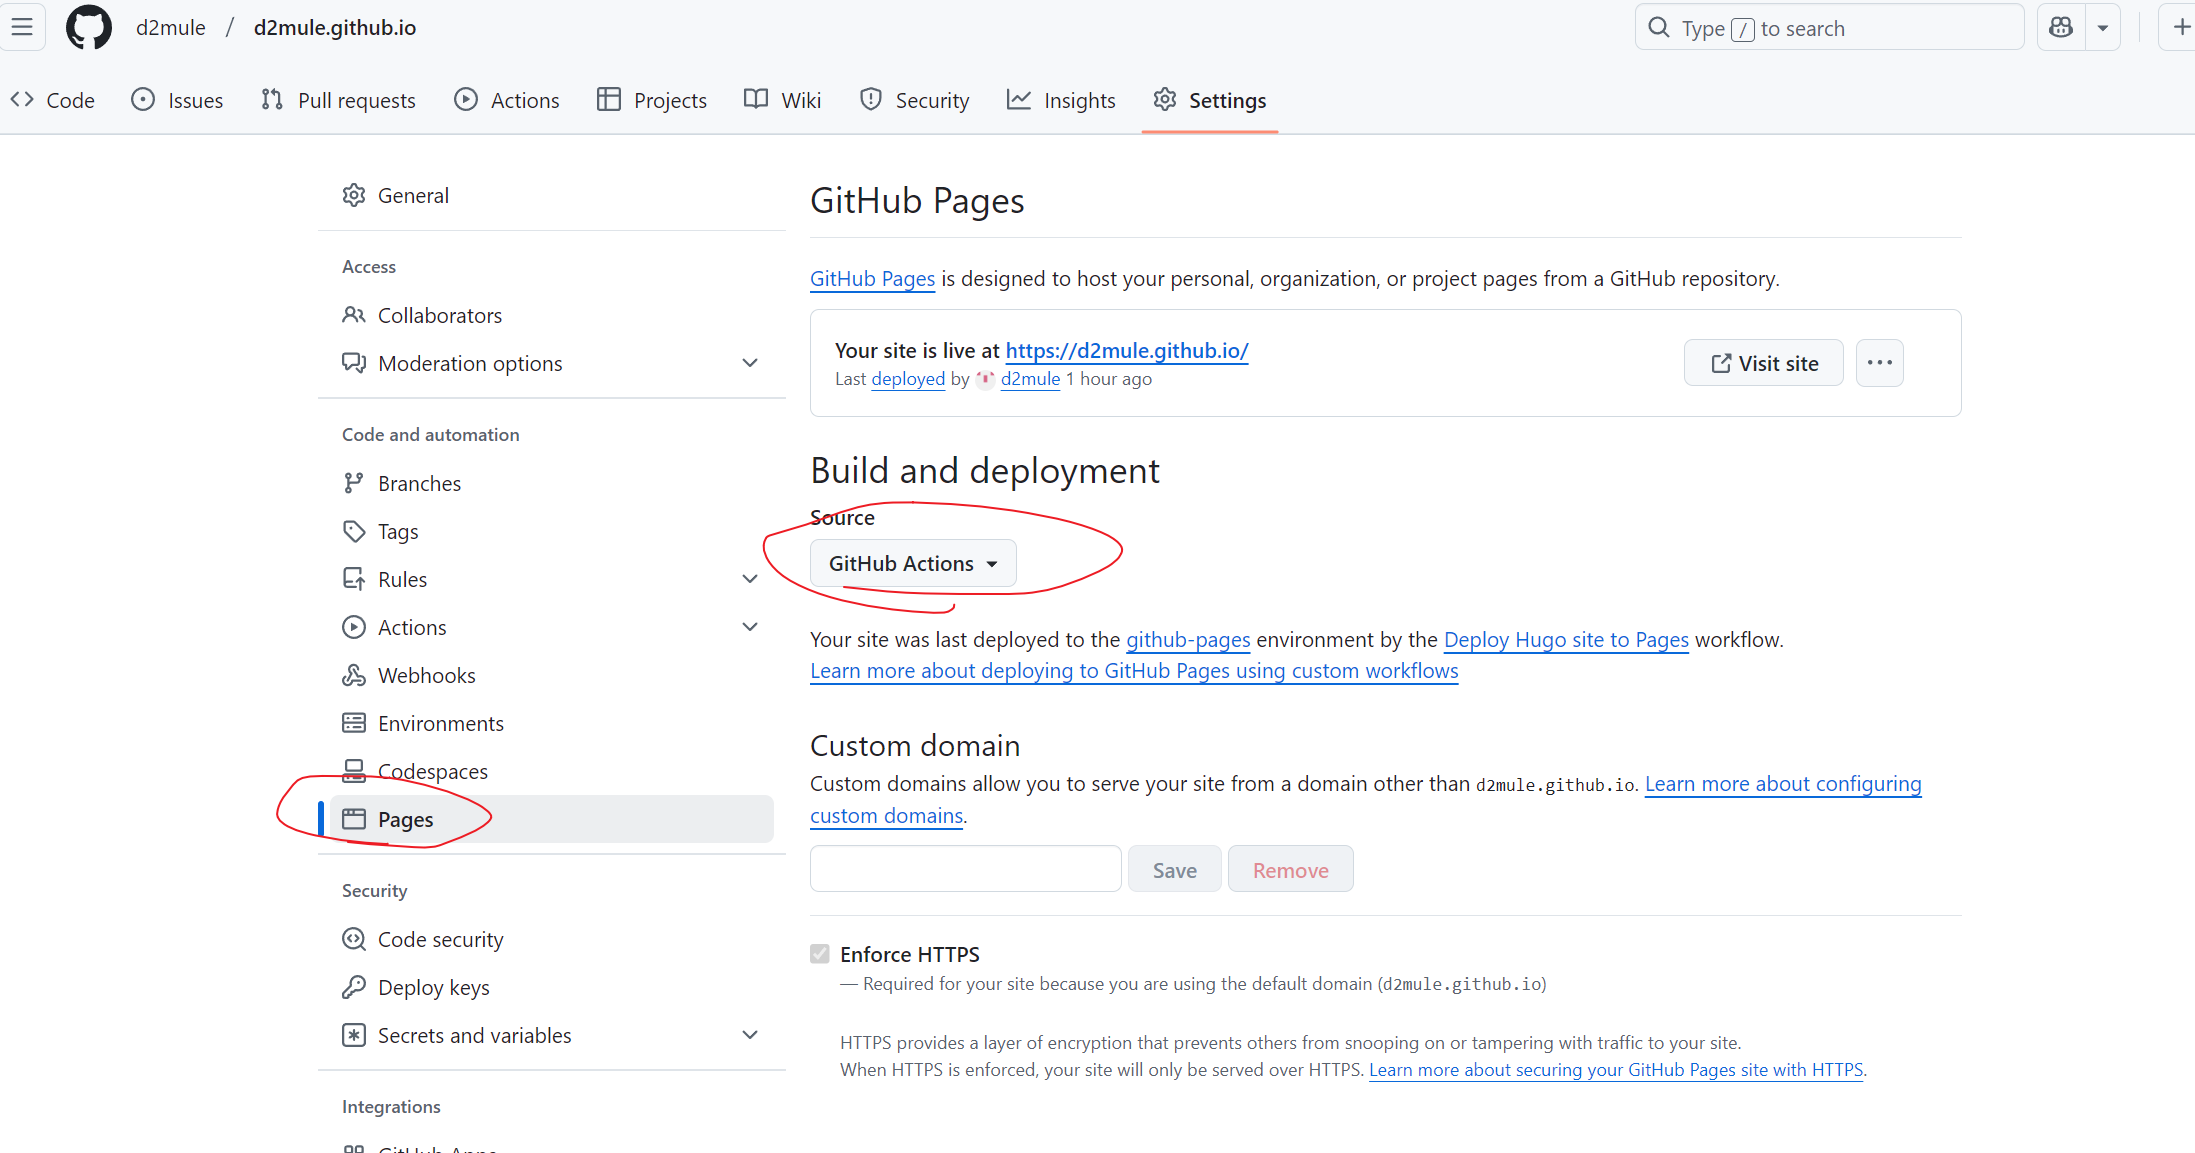 d2mule / d2mule.github.io
Type / to search
Code Issues Pull requests Actions Projects Wiki Security Insights Settings
General
Access
Collaborators
Moderation options
Code and automation
Branches
Tags
Rules
Actions
Webhooks
Environments
Codespaces
Pages
Security
Code security
Deploy keys
Secrets and variables
Integrations
GitHub Apps
GitHub Pages
GitHub Pages is designed to host your personal, organization, or project pages from a GitHub repository.
Your site is live at https://d2mule.github.io/
Last deployed by d2mule 1 hour ago
Visit site
Build and deployment
Source
GitHub Actions
Your site was last deployed to the github-pages environment by the Deploy Hugo site to Pages workflow.
Learn more about deploying to GitHub Pages using custom workflows
Custom domain
Custom domains allow you to serve your site from a domain other than d2mule.github.io. Learn more about configuring
custom domains.
Save Remove
Enforce HTTPS
— Required for your site because you are using the default domain (d2mule.github.io)
HTTPS provides a layer of encryption that prevents others from snooping on or tampering with traffic to your site.
When HTTPS is enforced, your site will only be served over HTTPS. Learn more about securing your GitHub Pages site with HTTPS.